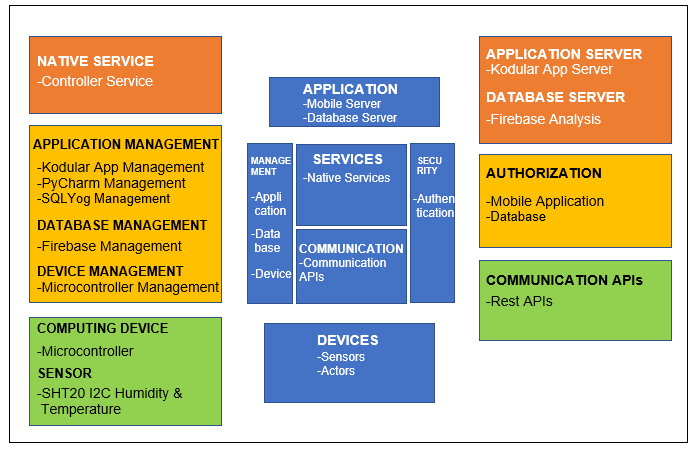 NATIVE SERVICE
-Controller Service
APPLICATION MANAGEMENT
-Kodular App Management
-PyCharm Management
-SQLYog Management
DATABASE MANAGEMENT
-Firebase Management
DEVICE MANAGEMENT
-Microcontroller Management
COMPUTING DEVICE
-Microcontroller
SENSOR
-SHT20 I2C Humidity &
Temperature
APPLICATION
-Mobile Server
-Database Server
MANAGE
MENT
-Appli
cation
-Data
base
-Device
SERVICES
-Native Services
COMMUNICATION
-Communication
APIs
SECU
RITY
-Authen
tication
DEVICES
-Sensors
-Actors
APPLICATION SERVER
-Kodular App Server
DATABASE SERVER
-Firebase Analysis
AUTHORIZATION
-Mobile Application
-Database
COMMUNICATION APIs
-Rest APIs